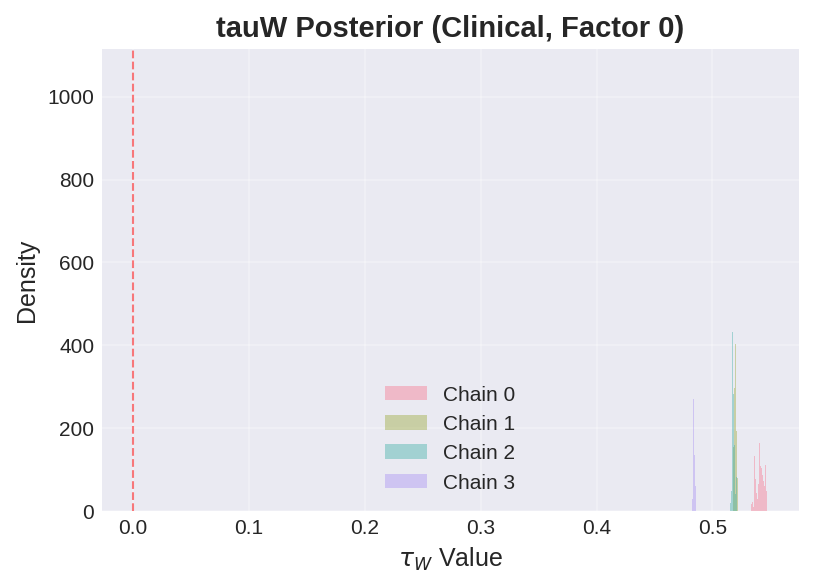 tauW Posterior (Clinical, Factor 0)
Density
1000
800
600
400
200
0
Chain 0
Chain 1
Chain 2
Chain 3
0.0 0.1 0.2 0.3 0.4 0.5
τ_W Value